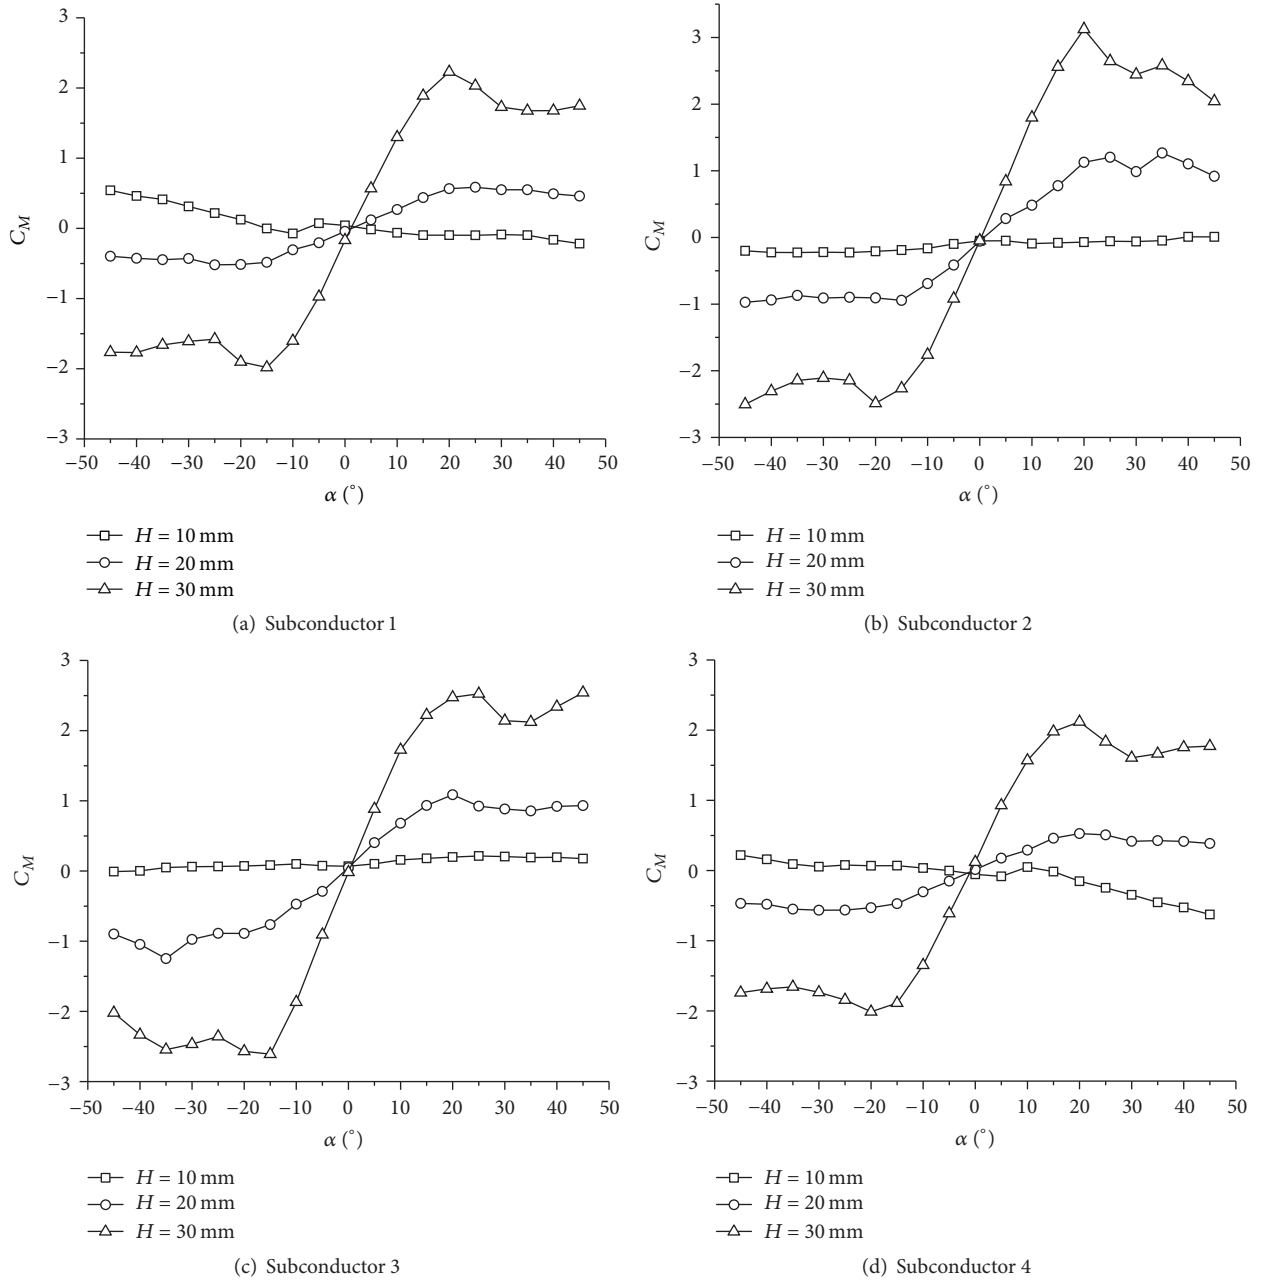 3
2
1
0
−1
−2
−3
C_M
−50 −40 −30 −20 −10 0 10 20 30 40 50
α (°)
H = 10 mm
H = 20 mm
H = 30 mm
(a) Subconductor 1
3
2
1
0
−1
−2
−3
C_M
−50 −40 −30 −20 −10 0 10 20 30 40 50
α (°)
H = 10 mm
H = 20 mm
H = 30 mm
(b) Subconductor 2
3
2
1
0
−1
−2
−3
C_M
−50 −40 −30 −20 −10 0 10 20 30 40 50
α (°)
H = 10 mm
H = 20 mm
H = 30 mm
(c) Subconductor 3
3
2
1
0
−1
−2
−3
C_M
−50 −40 −30 −20 −10 0 10 20 30 40 50
α (°)
H = 10 mm
H = 20 mm
H = 30 mm
(d) Subconductor 4